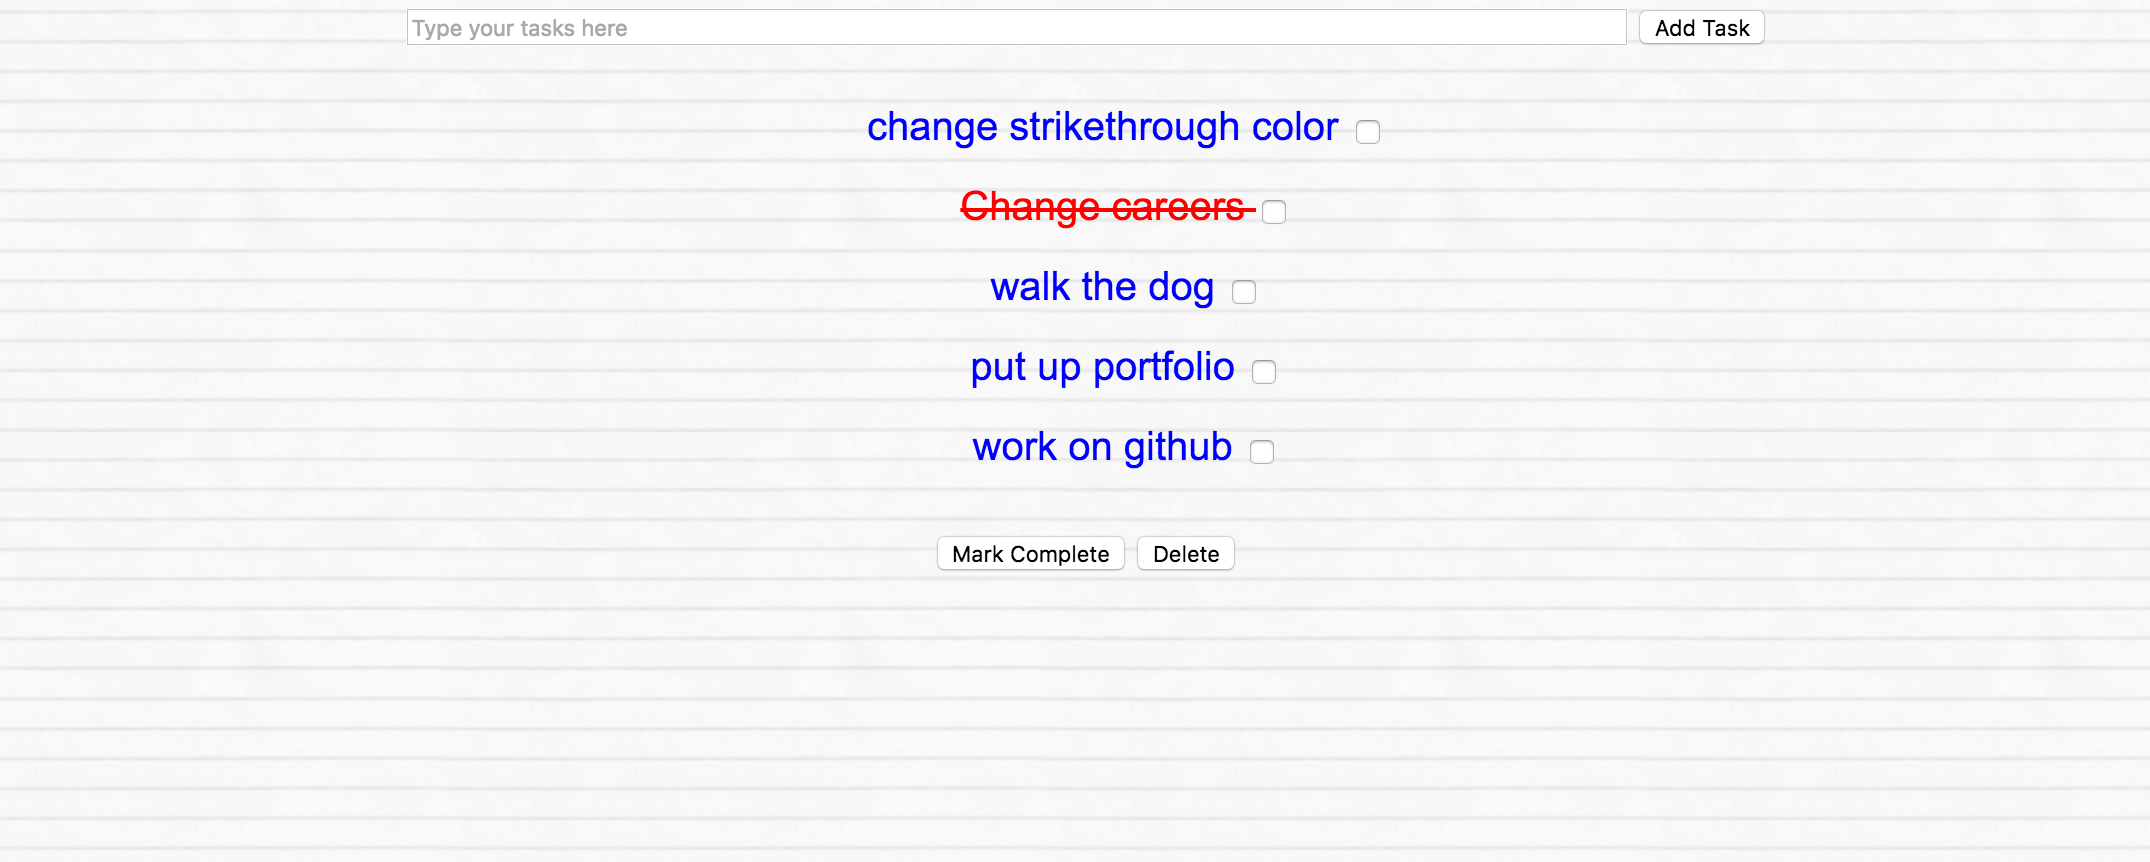 Type your tasks here Add Task
change strikethrough color
Change careers
walk the dog
put up portfolio
work on github
Mark Complete Delete